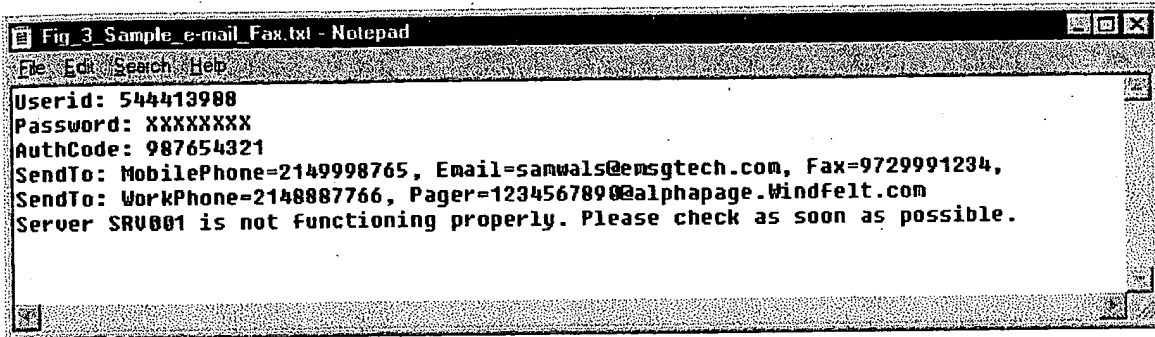 Fig_3_Sample_e-mail_Fax.txt - Notepad
File Edit Search Help
Userid: 544413988
Password: XXXXXXXX
AuthCode: 987654321
SendTo: MobilePhone=2149998765, Email=samwals@emsgtech.com, Fax=9729991234,
SendTo: WorkPhone=2148887766, Pager=1234567890@alphapage.Windfelt.com
Server SRV001 is not functioning properly. Please check as soon as possible.